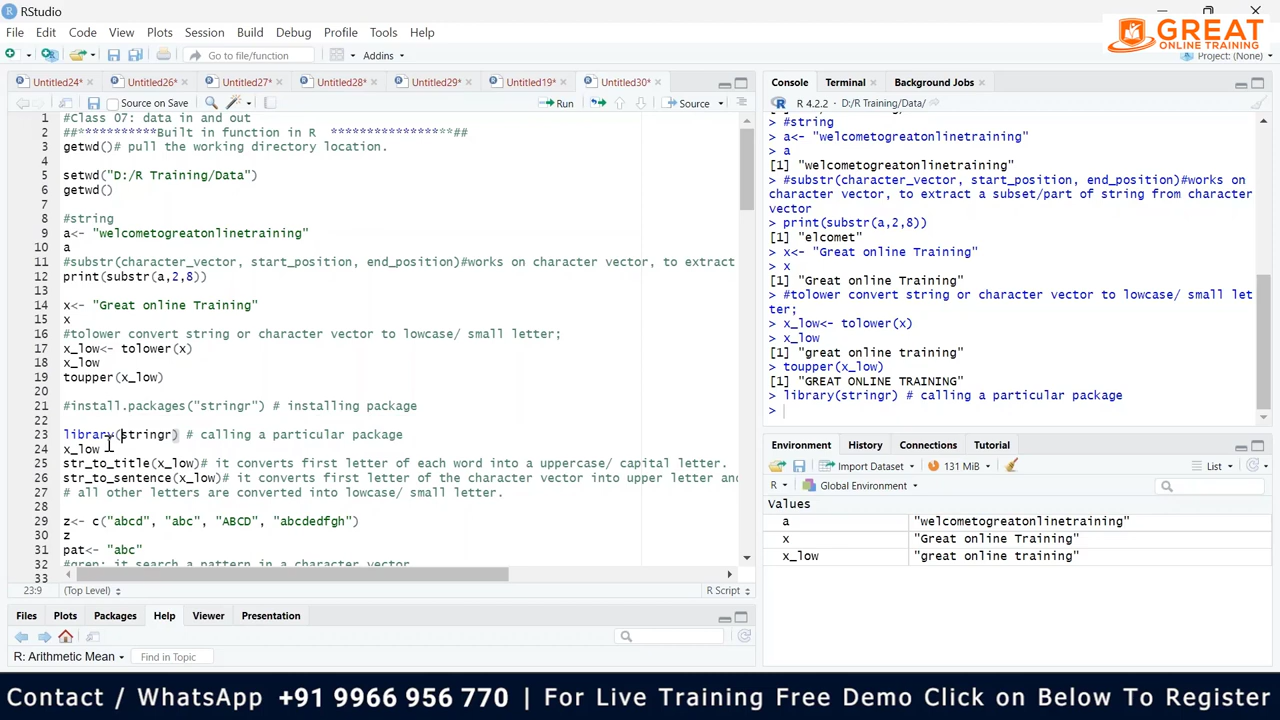 RStudio
GREAT
ONLINE TRAINING
File Edit Code View Plots Session Build Debug Profile Tools Help
Go to file/function
Addins
Project: (None)
Untitled24* Untitled26* Untitled27* Untitled28* Untitled29* Untitled19* Untitled30*
Source on Save
Run
Source
1 #Class 07: data in and out
2 ##***********Built in function in R ******************##
3 getwd()# pull the working directory location.
4
5 setwd("D:/R Training/Data")
6 getwd()
7
8 #string
9 a<- "welcometogreatonlinetraining"
10 a
11 #substr(character_vector, start_position, end_position)#works on character vector, to extract
12 print(substr(a,2,8))
13
14 x<- "Great online Training"
15 x
16 #tolower convert string or character vector to lowcase/ small letter;
17 x_low<- tolower(x)
18 x_low
19 toupper(x_low)
20
21 #install.packages("stringr") # installing package
22
23 library(stringr) # calling a particular package
24 x_low
25 str_to_title(x_low)# it converts first letter of each word into a uppercase/ capital letter.
26 str_to_sentence(x_low)# it converts first letter of the character vector into upper letter and
27 # all other letters are converted into lowcase/ small letter.
28
29 z<- c("abcd", "abc", "ABCD", "abcdedfgh")
30 z
31 pat<- "abc"
32 #grep: it search a pattern in a character vector
33
23:9 (Top Level) R Script
Files Plots Packages Help Viewer Presentation
R: Arithmetic Mean Find in Topic
Console Terminal Background Jobs
R 4.2.2 · D:/R Training/Data/
> #string
> a<- "welcometogreatonlinetraining"
> a
[1] "welcometogreatonlinetraining"
> #substr(character_vector, start_position, end_position)#works on
character vector, to extract a subset/part of string from character
vector
> print(substr(a,2,8))
[1] "elcomet"
> x<- "Great online Training"
> x
[1] "Great online Training"
> #tolower convert string or character vector to lowcase/ small let
ter;
> x_low<- tolower(x)
> x_low
[1] "great online training"
> toupper(x_low)
[1] "GREAT ONLINE TRAINING"
> library(stringr) # calling a particular package
>
Environment History Connections Tutorial
Import Dataset 131 MiB List
R Global Environment
Values
a "welcometogreatonlinetraining"
x "Great online Training"
x_low "great online training"
Contact / WhatsApp +91 9966 956 770 | For Live Training Free Demo Click on Below To Register